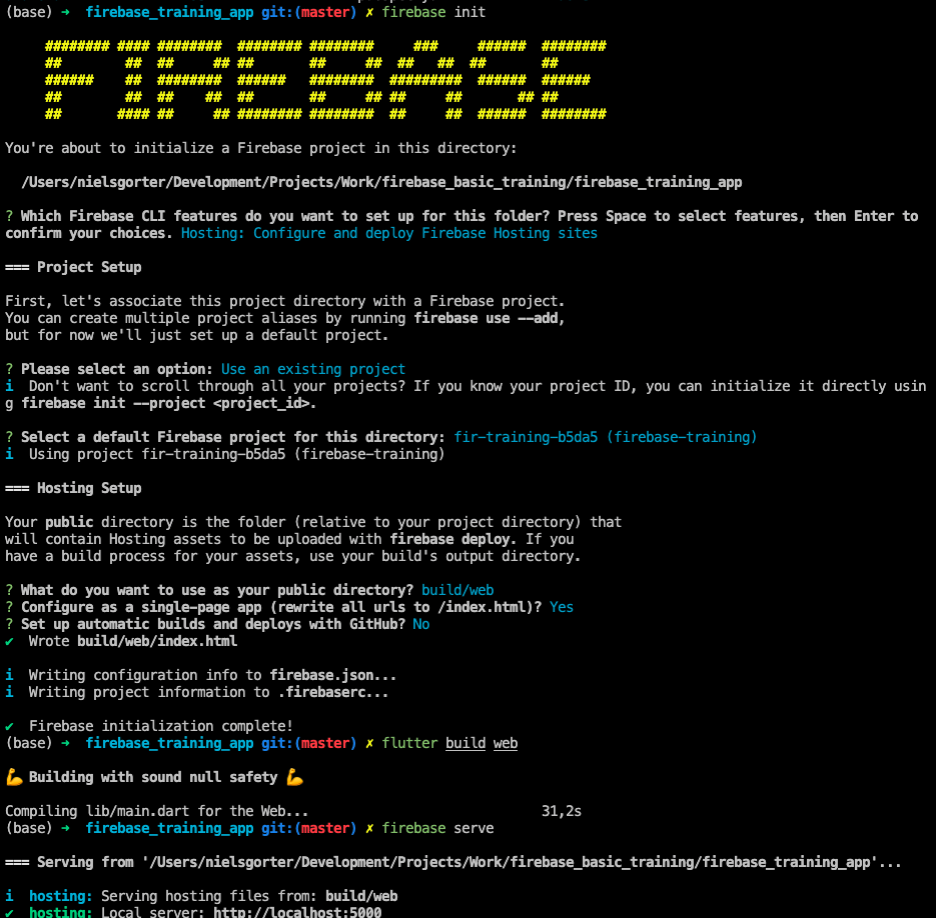 (base) → firebase_training_app git:(master) ✗ firebase init
FIREBASE
You're about to initialize a Firebase project in this directory:
/Users/nielsgorter/Development/Projects/Work/firebase_basic_training/firebase_training_app
? Which Firebase CLI features do you want to set up for this folder? Press Space to select features, then Enter to
confirm your choices. Hosting: Configure and deploy Firebase Hosting sites
=== Project Setup
First, let's associate this project directory with a Firebase project.
You can create multiple project aliases by running firebase use --add,
but for now we'll just set up a default project.
? Please select an option: Use an existing project
i  Don't want to scroll through all your projects? If you know your project ID, you can initialize it directly usin
g firebase init --project <project_id>.
? Select a default Firebase project for this directory: fir-training-b5da5 (firebase-training)
i  Using project fir-training-b5da5 (firebase-training)
=== Hosting Setup
Your public directory is the folder (relative to your project directory) that
will contain Hosting assets to be uploaded with firebase deploy. If you
have a build process for your assets, use your build's output directory.
? What do you want to use as your public directory? build/web
? Configure as a single-page app (rewrite all urls to /index.html)? Yes
? Set up automatic builds and deploys with GitHub? No
✔  Wrote build/web/index.html
i  Writing configuration info to firebase.json...
i  Writing project information to .firebaserc...
✔  Firebase initialization complete!
(base) → firebase_training_app git:(master) ✗ flutter build web
💪 Building with sound null safety 💪
Compiling lib/main.dart for the Web... 31,2s
(base) → firebase_training_app git:(master) ✗ firebase serve
=== Serving from '/Users/nielsgorter/Development/Projects/Work/firebase_basic_training/firebase_training_app'...
i  hosting: Serving hosting files from: build/web
✔  hosting: Local server: http://localhost:5000